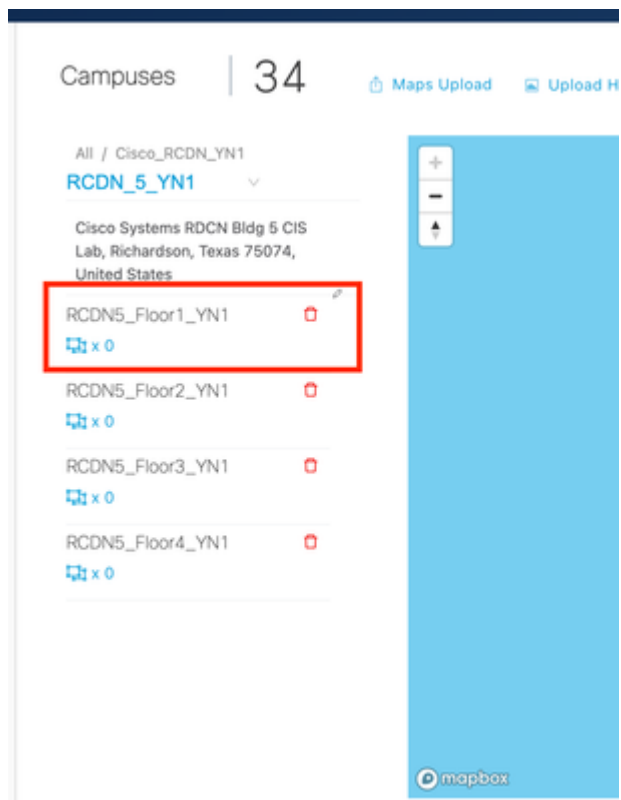 Campuses
34
Maps Upload
Upload H
All / Cisco_RCDN_YN1
RCDN_5_YN1
Cisco Systems RDCN Bldg 5 CIS
Lab, Richardson, Texas 75074,
United States
RCDN5_Floor1_YN1
x 0
RCDN5_Floor2_YN1
x 0
RCDN5_Floor3_YN1
x 0
RCDN5_Floor4_YN1
x 0
mapbox